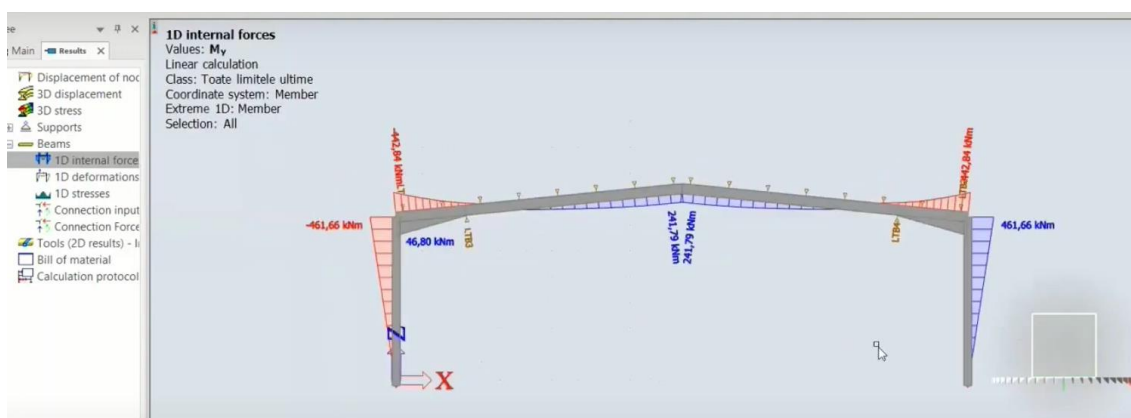 ee
Main
Results
Displacement of noc
3D displacement
3D stress
Supports
Beams
1D internal force
1D deformations
1D stresses
Connection input
Connection Force
Tools (2D results) - I
Bill of material
Calculation protocol
1D internal forces
Values: My
Linear calculation
Class: Toate limitele ultime
Coordinate system: Member
Extreme 1D: Member
Selection: All
-442,84 kNm
442,84 kNm
-461,66 kNm
46,80 kNm
LTB3
241,79 kNm
241,79 kNm
LTB4
461,66 kNm
Z
X